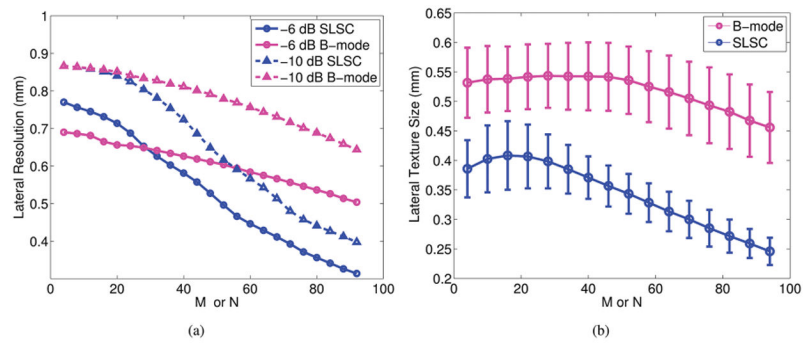 1
0.9
0.8
0.7
0.6
0.5
0.4
Lateral Resolution (mm)
0 20 40 60 80 100
M or N
−6 dB SLSC
−6 dB B−mode
−10 dB SLSC
−10 dB B−mode
(a)
0.65
0.6
0.55
0.5
0.45
0.4
0.35
0.3
0.25
0.2
Lateral Texture Size (mm)
0 20 40 60 80 100
M or N
B−mode
SLSC
(b)